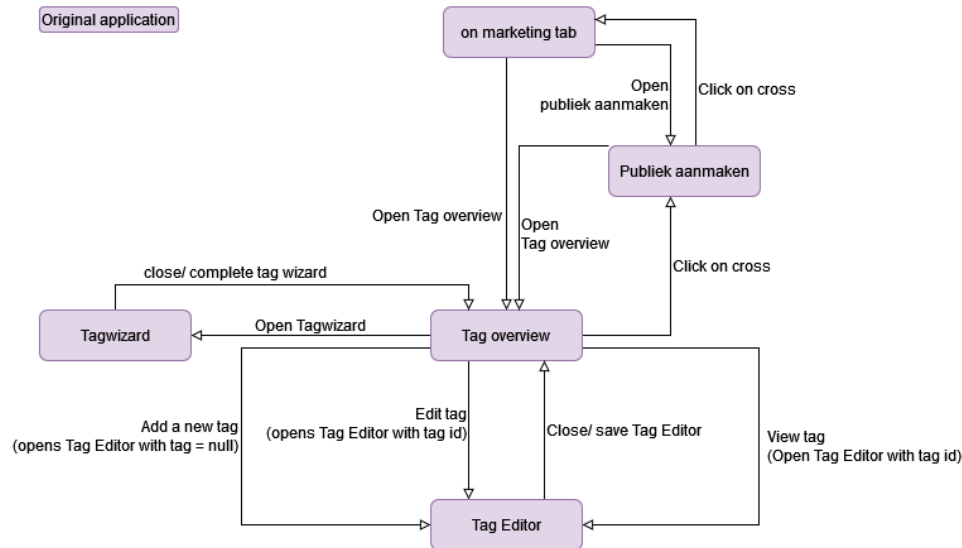 Original application
on marketing tab
Open
publiek aanmaken
Click on cross
Publiek aanmaken
Open Tag overview
Open
Tag overview
Click on cross
close/ complete tag wizard
Tagwizard
Open Tagwizard
Tag overview
Add a new tag
(opens Tag Editor with tag = null)
Edit tag
(opens Tag Editor with tag id)
Close/ save Tag Editor
View tag
(Open Tag Editor with tag id)
Tag Editor